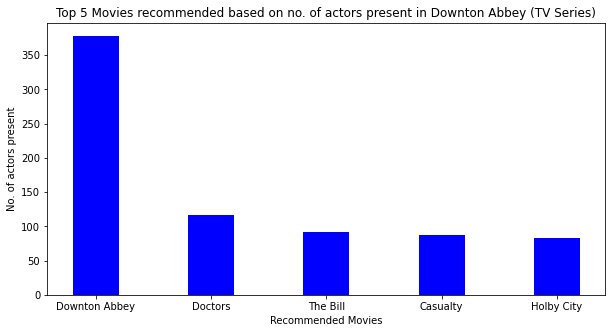 Top 5 Movies recommended based on no. of actors present in Downton Abbey (TV Series)
No. of actors present
350
300
250
200
150
100
50
0
Downton Abbey
Doctors
The Bill
Casualty
Holby City
Recommended Movies